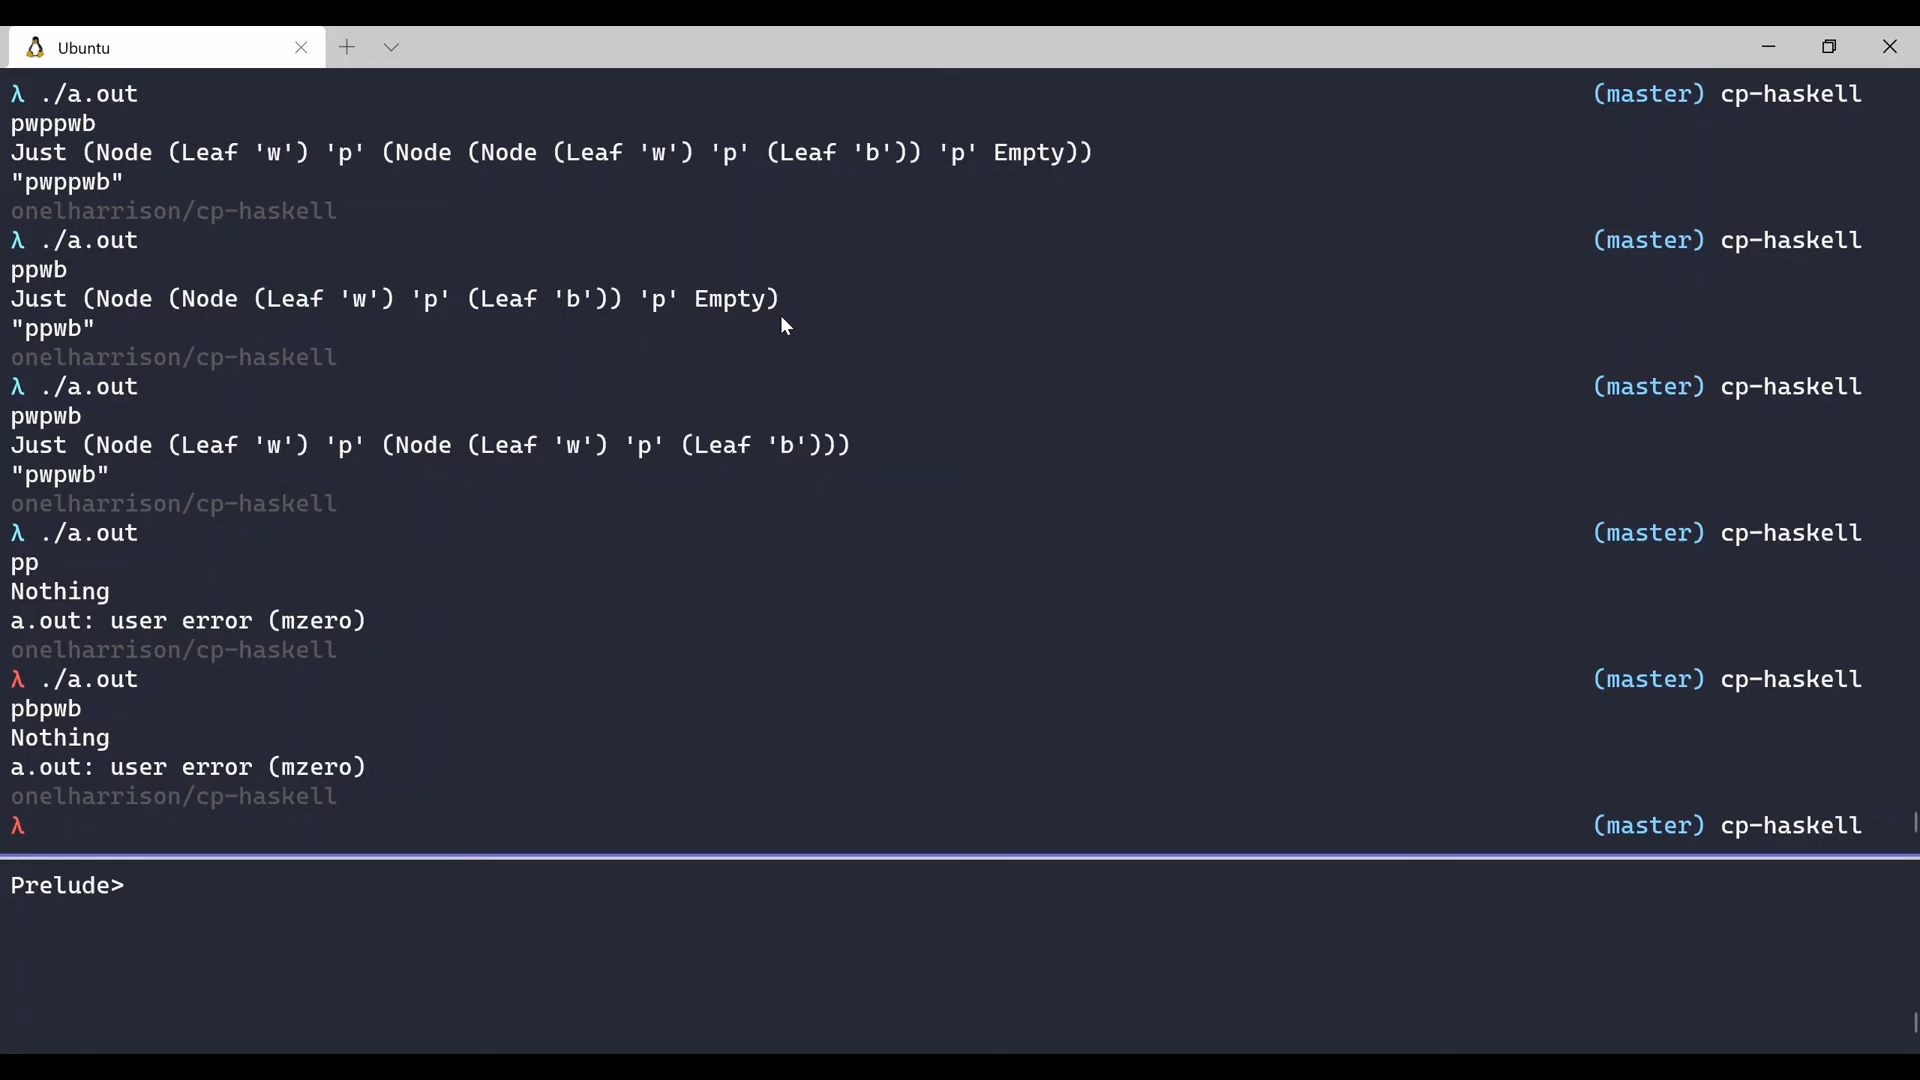 Ubuntu
λ ./a.out (master) cp-haskell
pwppwb
Just (Node (Leaf 'w') 'p' (Node (Node (Leaf 'w') 'p' (Leaf 'b')) 'p' Empty))
"pwppwb"
onelharrison/cp-haskell
λ ./a.out (master) cp-haskell
ppwb
Just (Node (Node (Leaf 'w') 'p' (Leaf 'b')) 'p' Empty)
"ppwb"
onelharrison/cp-haskell
λ ./a.out (master) cp-haskell
pwpwb
Just (Node (Leaf 'w') 'p' (Node (Leaf 'w') 'p' (Leaf 'b')))
"pwpwb"
onelharrison/cp-haskell
λ ./a.out (master) cp-haskell
pp
Nothing
a.out: user error (mzero)
onelharrison/cp-haskell
λ ./a.out (master) cp-haskell
pbpwb
Nothing
a.out: user error (mzero)
onelharrison/cp-haskell
λ (master) cp-haskell
Prelude>